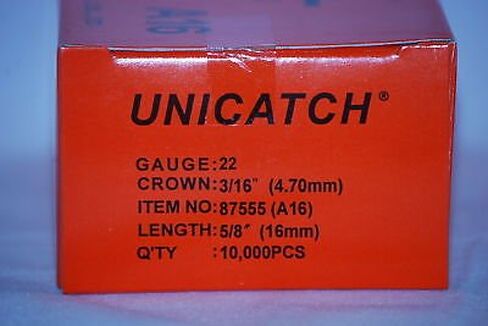 A16
UNICATCH®
GAUGE:22
CROWN:3/16" (4.70mm)
ITEM NO:87555 (A16)
LENGTH:5/8" (16mm)
Q'TY :10,000PCS